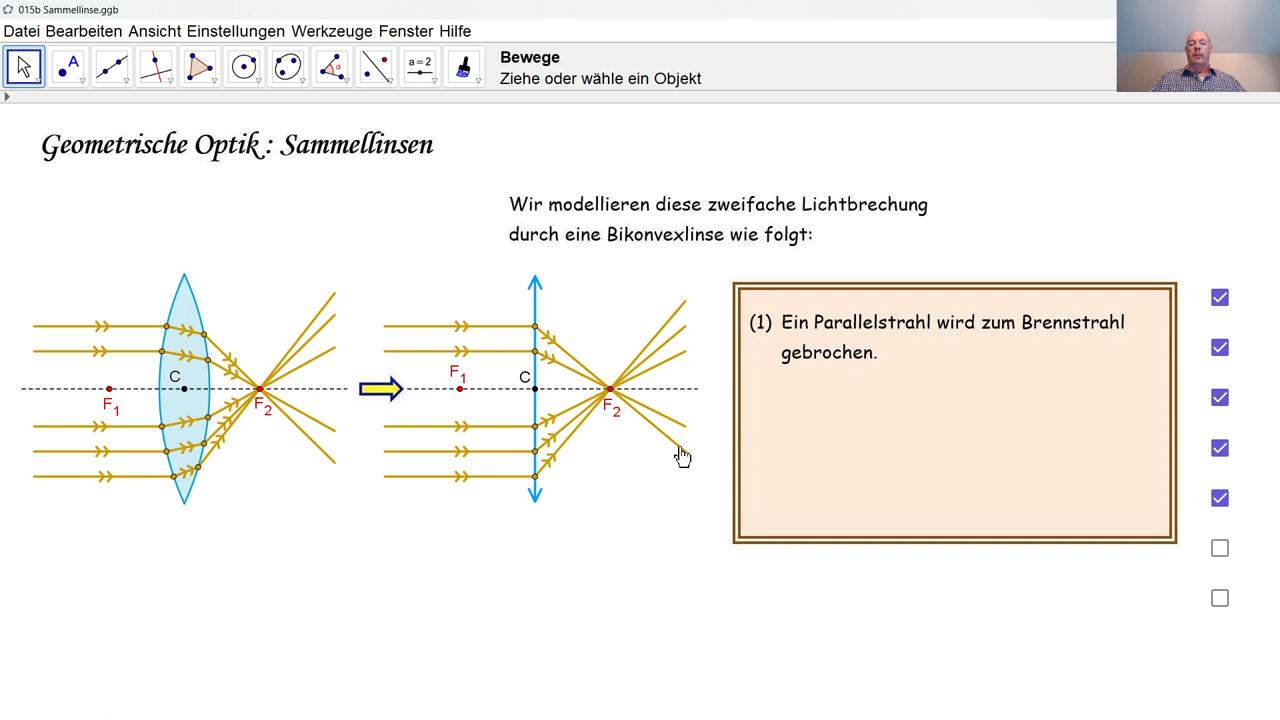 015b Sammellinse.ggb
Datei Bearbeiten Ansicht Einstellungen Werkzeuge Fenster Hilfe
A
α
a=2
Bewege
Ziehe oder wähle ein Objekt
Geometrische Optik : Sammellinsen
Wir modellieren diese zweifache Lichtbrechung
durch eine Bikonvexlinse wie folgt:
(1) Ein Parallelstrahl wird zum Brennstrahl
gebrochen.
C
F1
F2
F1
C
F2